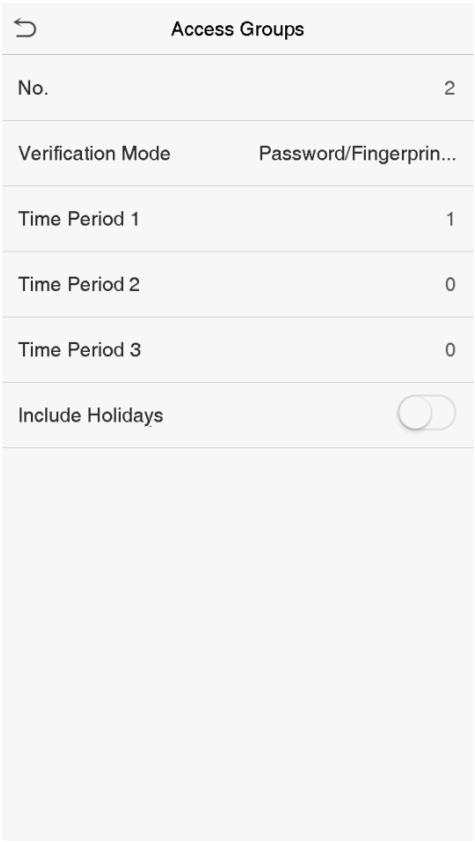 Access Groups
No. 2
Verification Mode Password/Fingerprin...
Time Period 1 1
Time Period 2 0
Time Period 3 0
Include Holidays